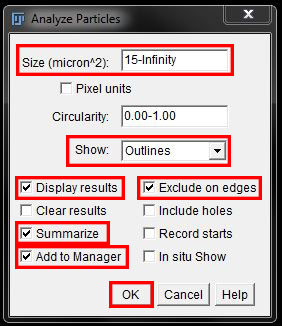 Analyze Particles
Size (micron^2): 15-Infinity
Pixel units
Circularity: 0.00-1.00
Show: Outlines
Display results Exclude on edges
Clear results Include holes
Summarize Record starts
Add to Manager In situ Show
OK Cancel Help